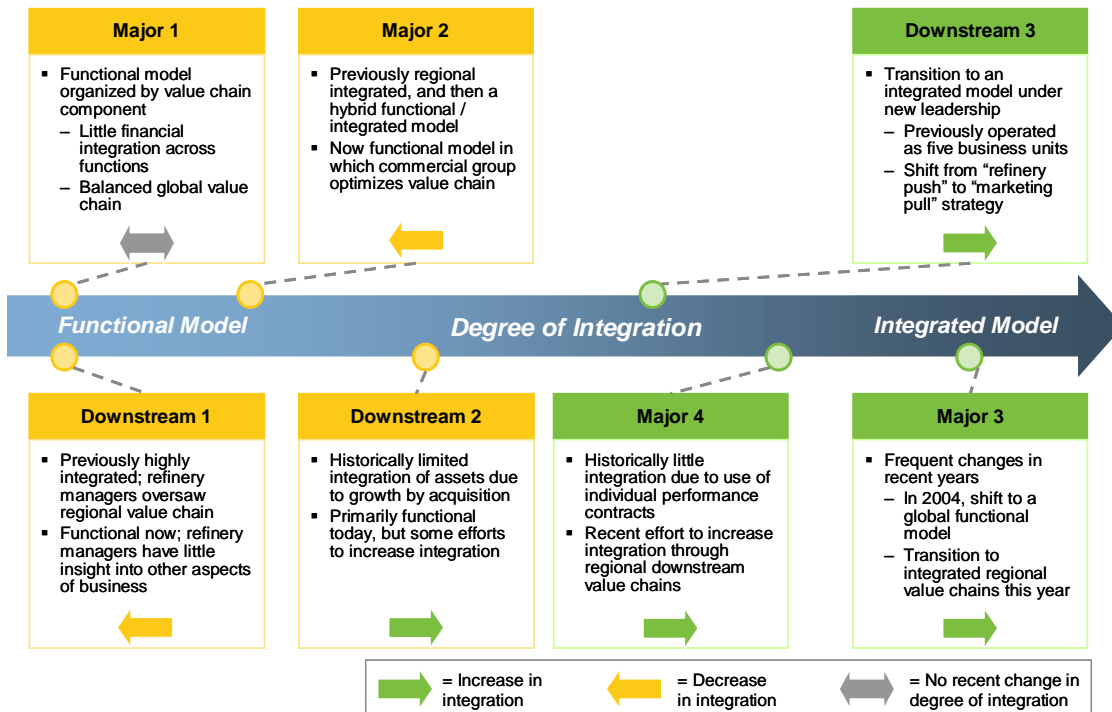 Major 1
▪ Functional model
organized by value chain
component
– Little financial
integration across
functions
– Balanced global value
chain
Major 2
▪ Previously regional
integrated, and then a
hybrid functional /
integrated model
▪ Now functional model in
which commercial group
optimizes value chain
Downstream 3
▪ Transition to an
integrated model under
new leadership
– Previously operated
as five business units
– Shift from “refinery
push” to “marketing
pull” strategy
Functional Model
Degree of Integration
Integrated Model
Downstream 1
▪ Previously highly
integrated; refinery
managers oversaw
regional value chain
▪ Functional now; refinery
managers have little
insight into other aspects
of business
Downstream 2
▪ Historically limited
integration of assets due
to growth by acquisition
▪ Primarily functional
today, but some efforts
to increase integration
Major 4
▪ Historically little
integration due to use of
individual performance
contracts
▪ Recent effort to increase
integration through
regional downstream
value chains
Major 3
▪ Frequent changes in
recent years
– In 2004, shift to a
global functional
model
– Transition to
integrated regional
value chains this year
= Increase in
integration
= Decrease
in integration
= No recent change in
degree of integration